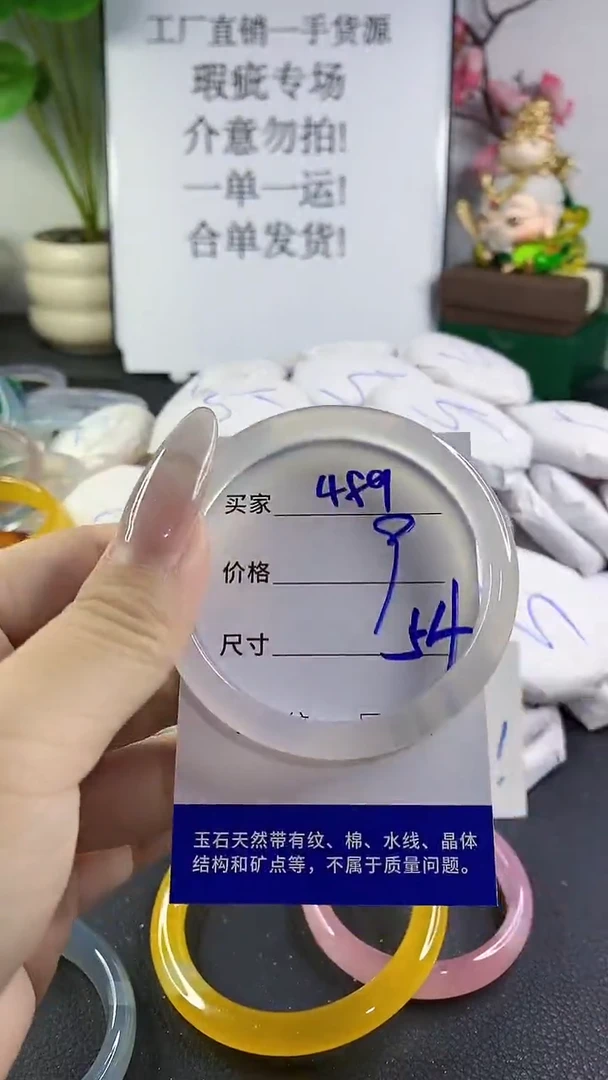 工厂直销一手货源
瑕疵专场
介意勿拍!
一单一运!
合单发货!
买家 489
价格 9
尺寸 54
玉石天然带有纹、棉、水线、晶体
结构和矿点等，不属于质量问题。